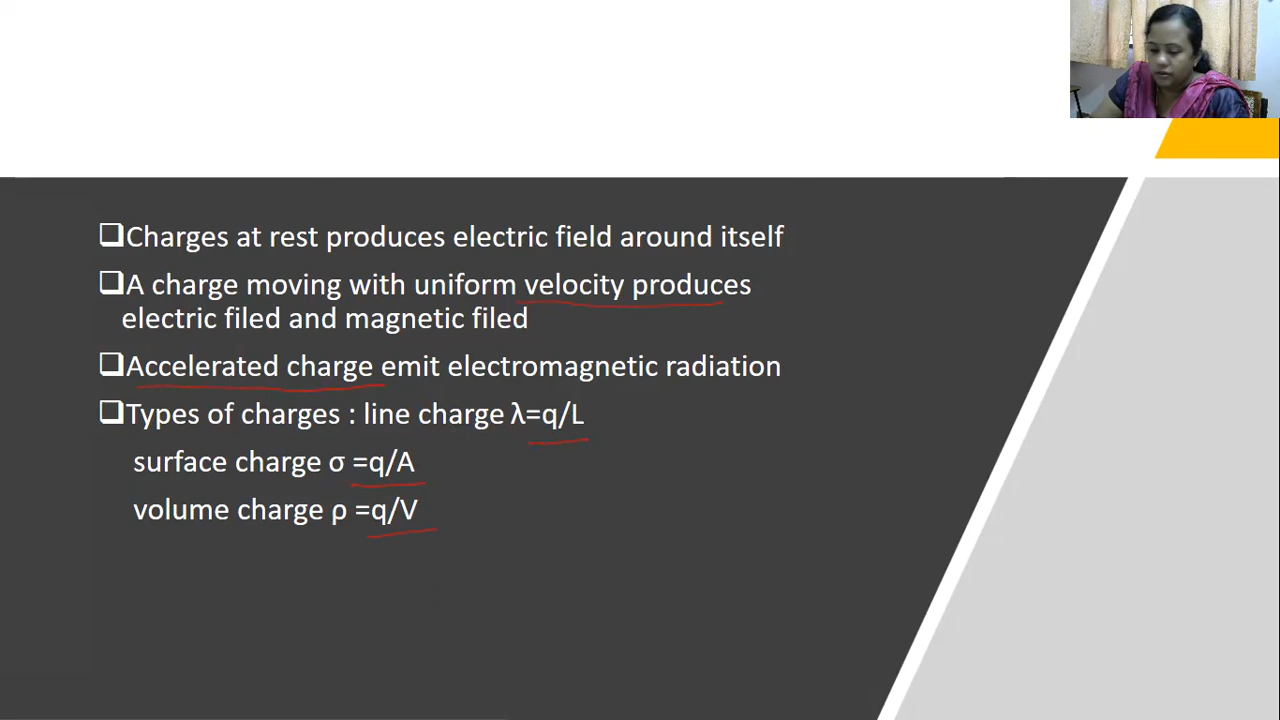 ❑Charges at rest produces electric field around itself
❑A charge moving with uniform velocity produces
electric filed and magnetic filed
❑Accelerated charge emit electromagnetic radiation
❑Types of charges : line charge λ=q/L
surface charge σ =q/A
volume charge ρ =q/V